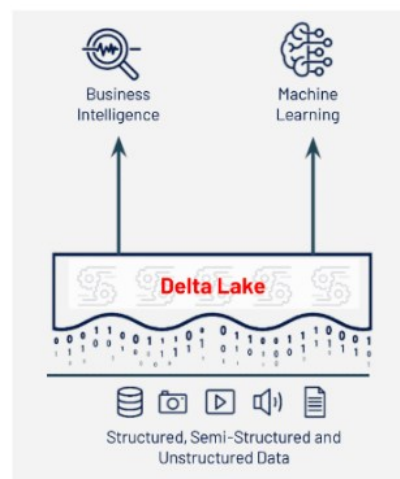 Business Machine
Intelligence Learning
Delta Lake
Structured, Semi-Structured and
Unstructured Data